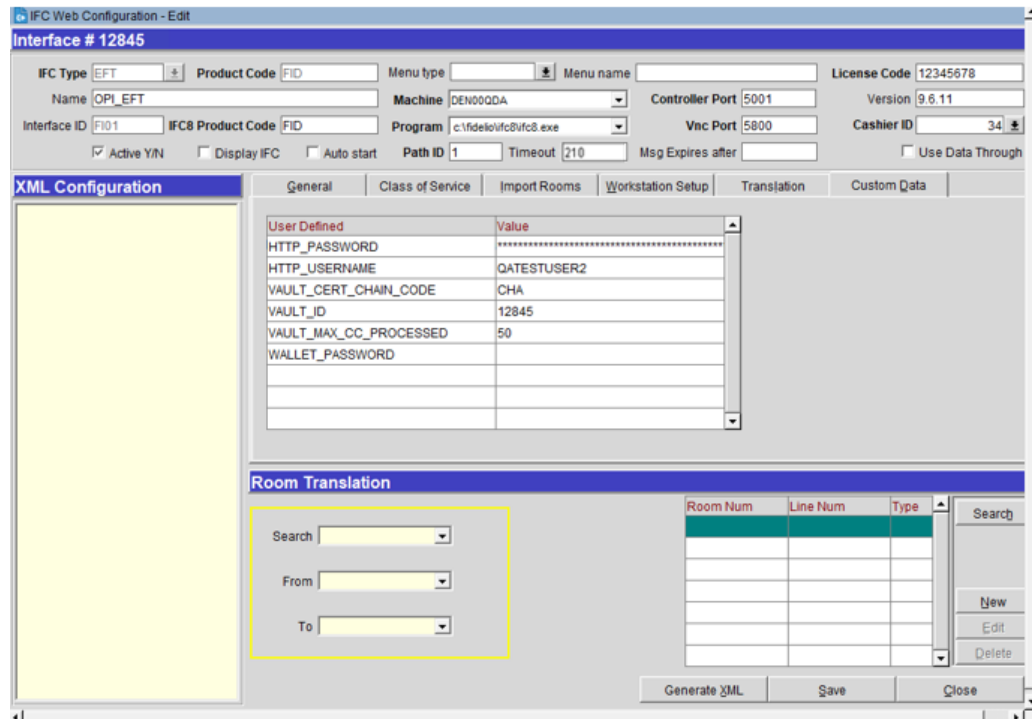 IFC Web Configuration - Edit
Interface # 12845
IFC Type EFT Product Code FID Menu type Menu name License Code 12345678
Name OPI_EFT Machine DEN00QDA Controller Port 5001 Version 9.6.11
Interface ID FI01 IFC8 Product Code FID Program c:\fidelio\ifc8\ifc8.exe Vnc Port 5800 Cashier ID 34
Active Y/N Display IFC Auto start Path ID 1 Timeout 210 Msg Expires after Use Data Through
XML Configuration General Class of Service Import Rooms Workstation Setup Translation Custom Data
User Defined Value
HTTP_PASSWORD ********************************************
HTTP_USERNAME QATESTUSER2
VAULT_CERT_CHAIN_CODE CHA
VAULT_ID 12845
VAULT_MAX_CC_PROCESSED 50
WALLET_PASSWORD
Room Translation
Room Num Line Num Type Search
Search
From
To
New
Edit
Delete
Generate XML Save Close